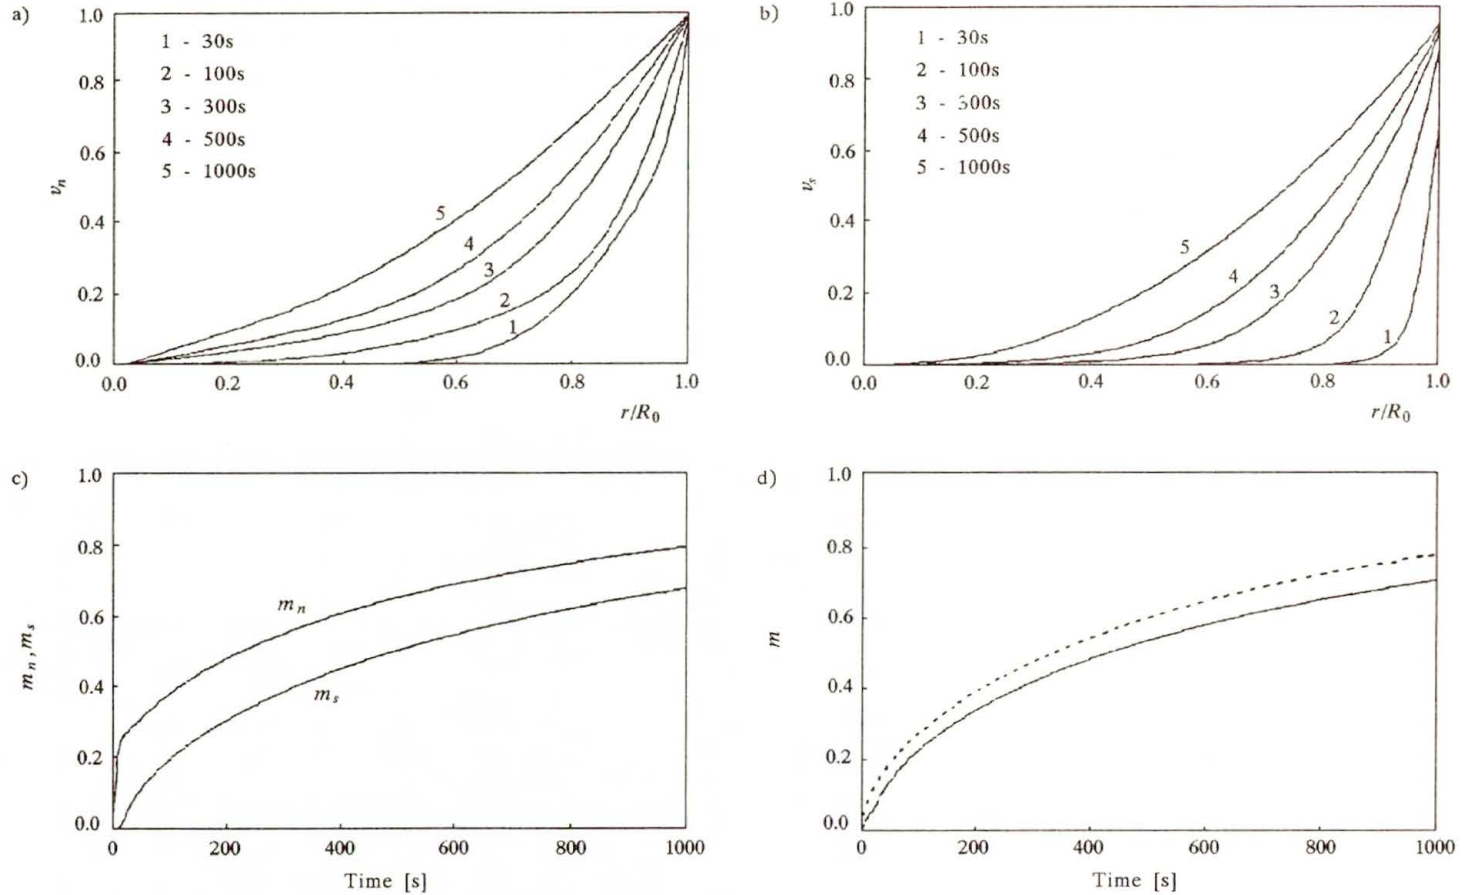 a)
1.0
0.8
0.6
0.4
0.2
0.0
v_n
1 - 30s
2 - 100s
3 - 300s
4 - 500s
5 - 1000s
5
4
3
2
1
0.0 0.2 0.4 0.6 0.8 1.0
r/R_0
b)
1.0
0.8
0.6
0.4
0.2
0.0
v_s
1 - 30s
2 - 100s
3 - 300s
4 - 500s
5 - 1000s
5
4
3
2
1
0.0 0.2 0.4 0.6 0.8 1.0
r/R_0
c)
1.0
0.8
0.6
0.4
0.2
0.0
m_n, m_s
m_n
m_s
0 200 400 600 800 1000
Time [s]
d)
1.0
0.8
0.6
0.4
0.2
0.0
m
0 200 400 600 800 1000
Time [s]